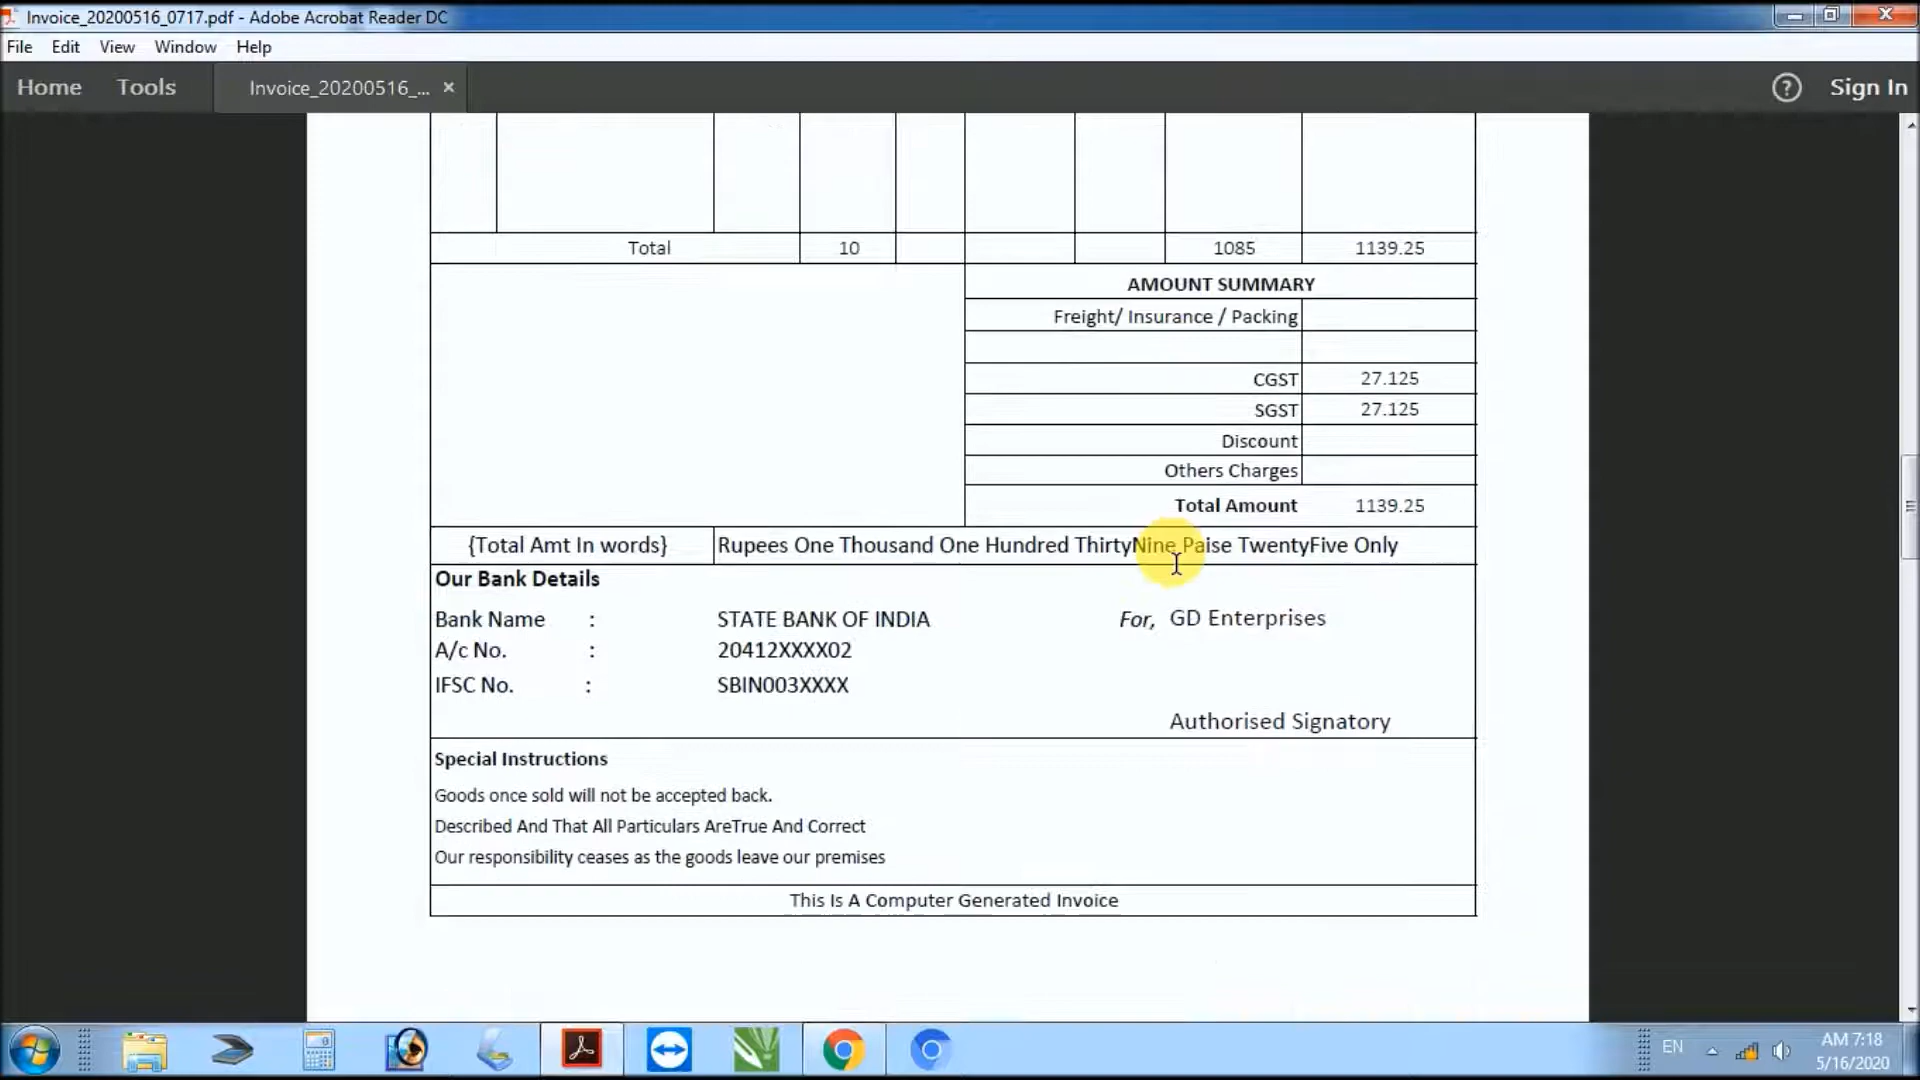 Invoice_20200516_0717.pdf - Adobe Acrobat Reader DC
File Edit View Window Help
Home Tools Invoice_20200516_... × ? Sign In
Total 10 1085 1139.25
AMOUNT SUMMARY
Freight/ Insurance / Packing
CGST 27.125
SGST 27.125
Discount
Others Charges
Total Amount 1139.25
{Total Amt In words} Rupees One Thousand One Hundred ThirtyNine Paise TwentyFive Only
Our Bank Details
Bank Name : STATE BANK OF INDIA For, GD Enterprises
A/c No. : 20412XXXX02
IFSC No. : SBIN003XXXX
Authorised Signatory
Special Instructions
Goods once sold will not be accepted back.
Described And That All Particulars AreTrue And Correct
Our responsibility ceases as the goods leave our premises
This Is A Computer Generated Invoice
EN AM 7:18
5/16/2020